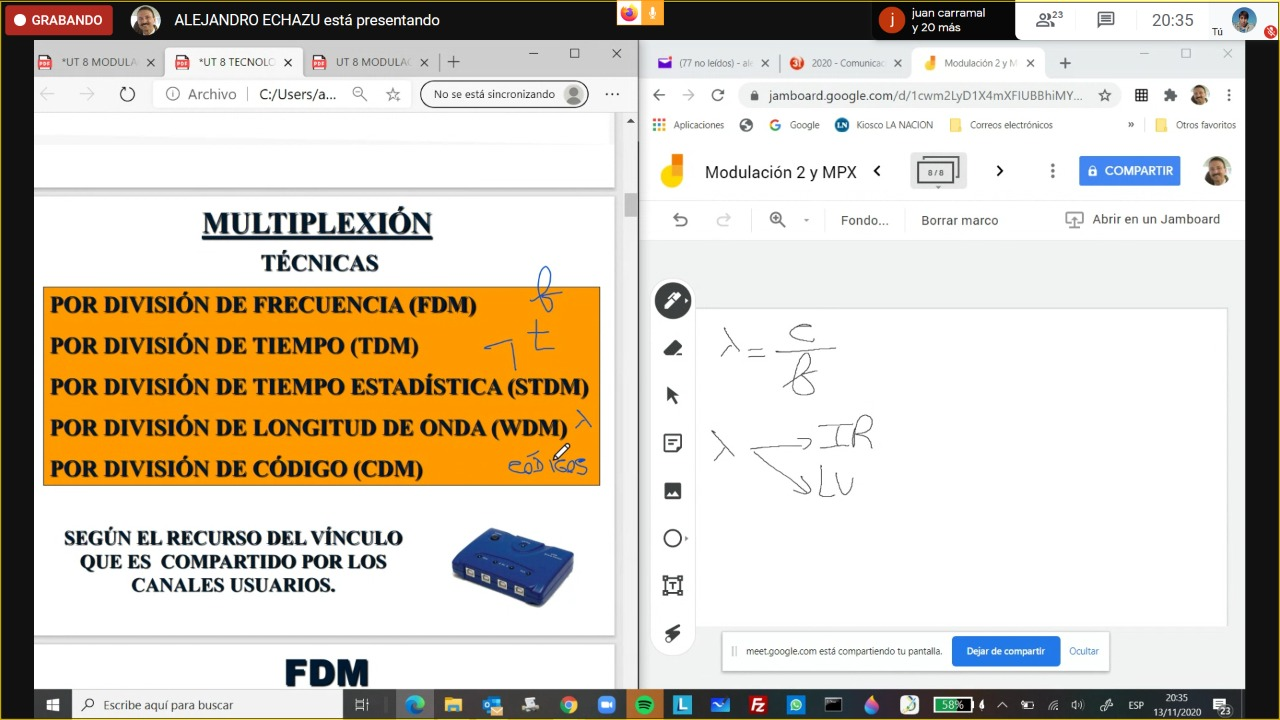 GRABANDO
ALEJANDRO ECHAZU está presentando
juan carramal
y 20 más
23
20:35
Tú
*UT 8 MODULA
*UT 8 TECNOLO
UT 8 MODULAC
Archivo
C:/Users/a...
No se está sincronizando
MULTIPLEXIÓN
TÉCNICAS
POR DIVISIÓN DE FRECUENCIA (FDM) f
POR DIVISIÓN DE TIEMPO (TDM) t
POR DIVISIÓN DE TIEMPO ESTADÍSTICA (STDM)
POR DIVISIÓN DE LONGITUD DE ONDA (WDM) λ
POR DIVISIÓN DE CÓDIGO (CDM) CÓDIGOS
SEGÚN EL RECURSO DEL VÍNCULO
QUE ES COMPARTIDO POR LOS
CANALES USUARIOS.
FDM
(77 no leídos) - ale
2020 - Comunicac
Modulación 2 y M
jamboard.google.com/d/1cwm2LyD1X4mXFIUBBhiMY...
Aplicaciones
Google
LN
Kiosco LA NACION
Correos electrónicos
»
Otros favoritos
Modulación 2 y MPX
8 / 8
COMPARTIR
Fondo...
Borrar marco
Abrir en un Jamboard
λ = c
f
λ IR
LV
meet.google.com está compartiendo tu pantalla.
Dejar de compartir
Ocultar
Escribe aquí para buscar
58%
ESP
20:35
13/11/2020
23